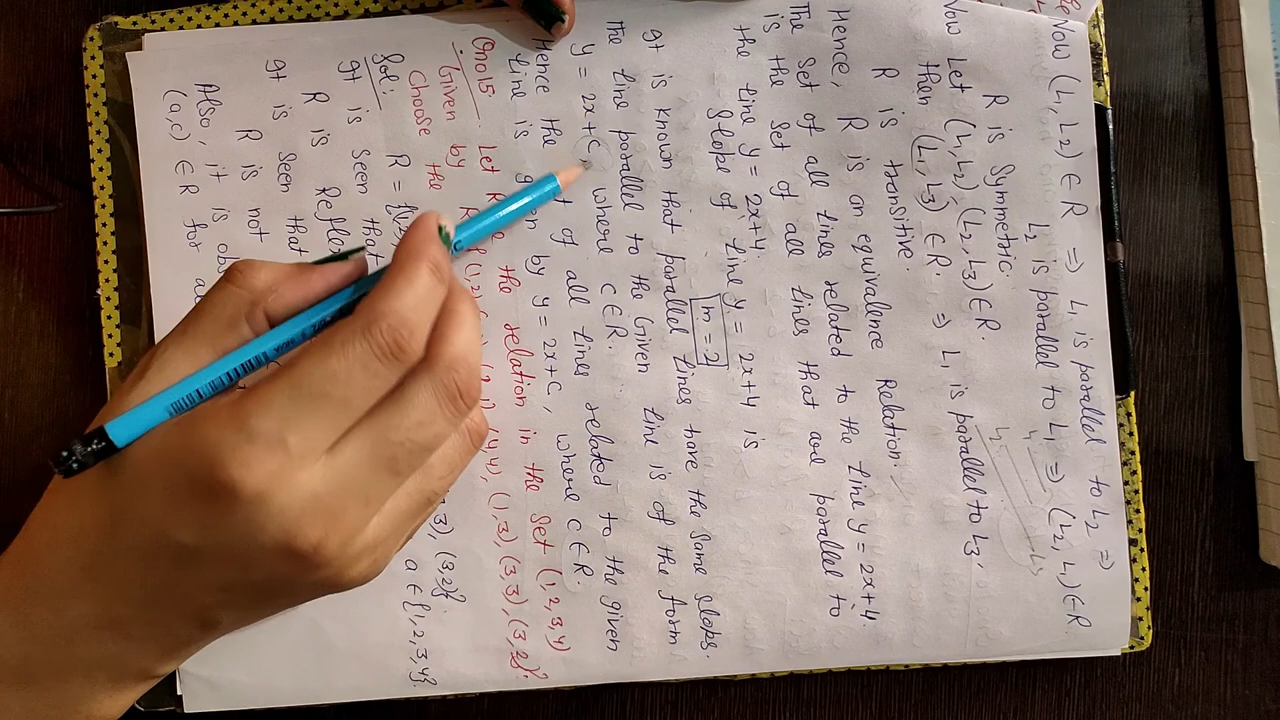 Now (L₁, L₂) ∈ R ⇒ L₁ is parallel to L₂ ⇒
L₂ is parallel to L₁ ⇒ (L₂, L₁) ∈ R
R is Symmetric.
Now Let (L₁, L₂), (L₂, L₃) ∈ R.
then (L₁, L₃) ∈ R. ⇒ L₁ is parallel to L₃.
R is transitive.
Hence, R is an equivalence Relation.
The Set of all lines related to the line y = 2x+4.
is the Set of all lines that are parallel to
the line y = 2x+4.
Slope of line y = 2x+4 is
m = 2
It is known that parallel lines have the same slops.
The line parallel to the Given line is of the form
y = 2x+c, where c ∈ R.
Hence the of all lines related to the given
line is by y = 2x+c, where c ∈ R.
Qno15. Let the relation in the Set (1,2,3,4)
Given by (1,2), (4,4), (1,3), (3,3), (3,2)}.
Choose the
Sol: R = (3,2)}.
It is seen that a ∈ {1,2,3,4}.
R is
It is seen that
R is not
Also, it is
(a,c) ∈ R for